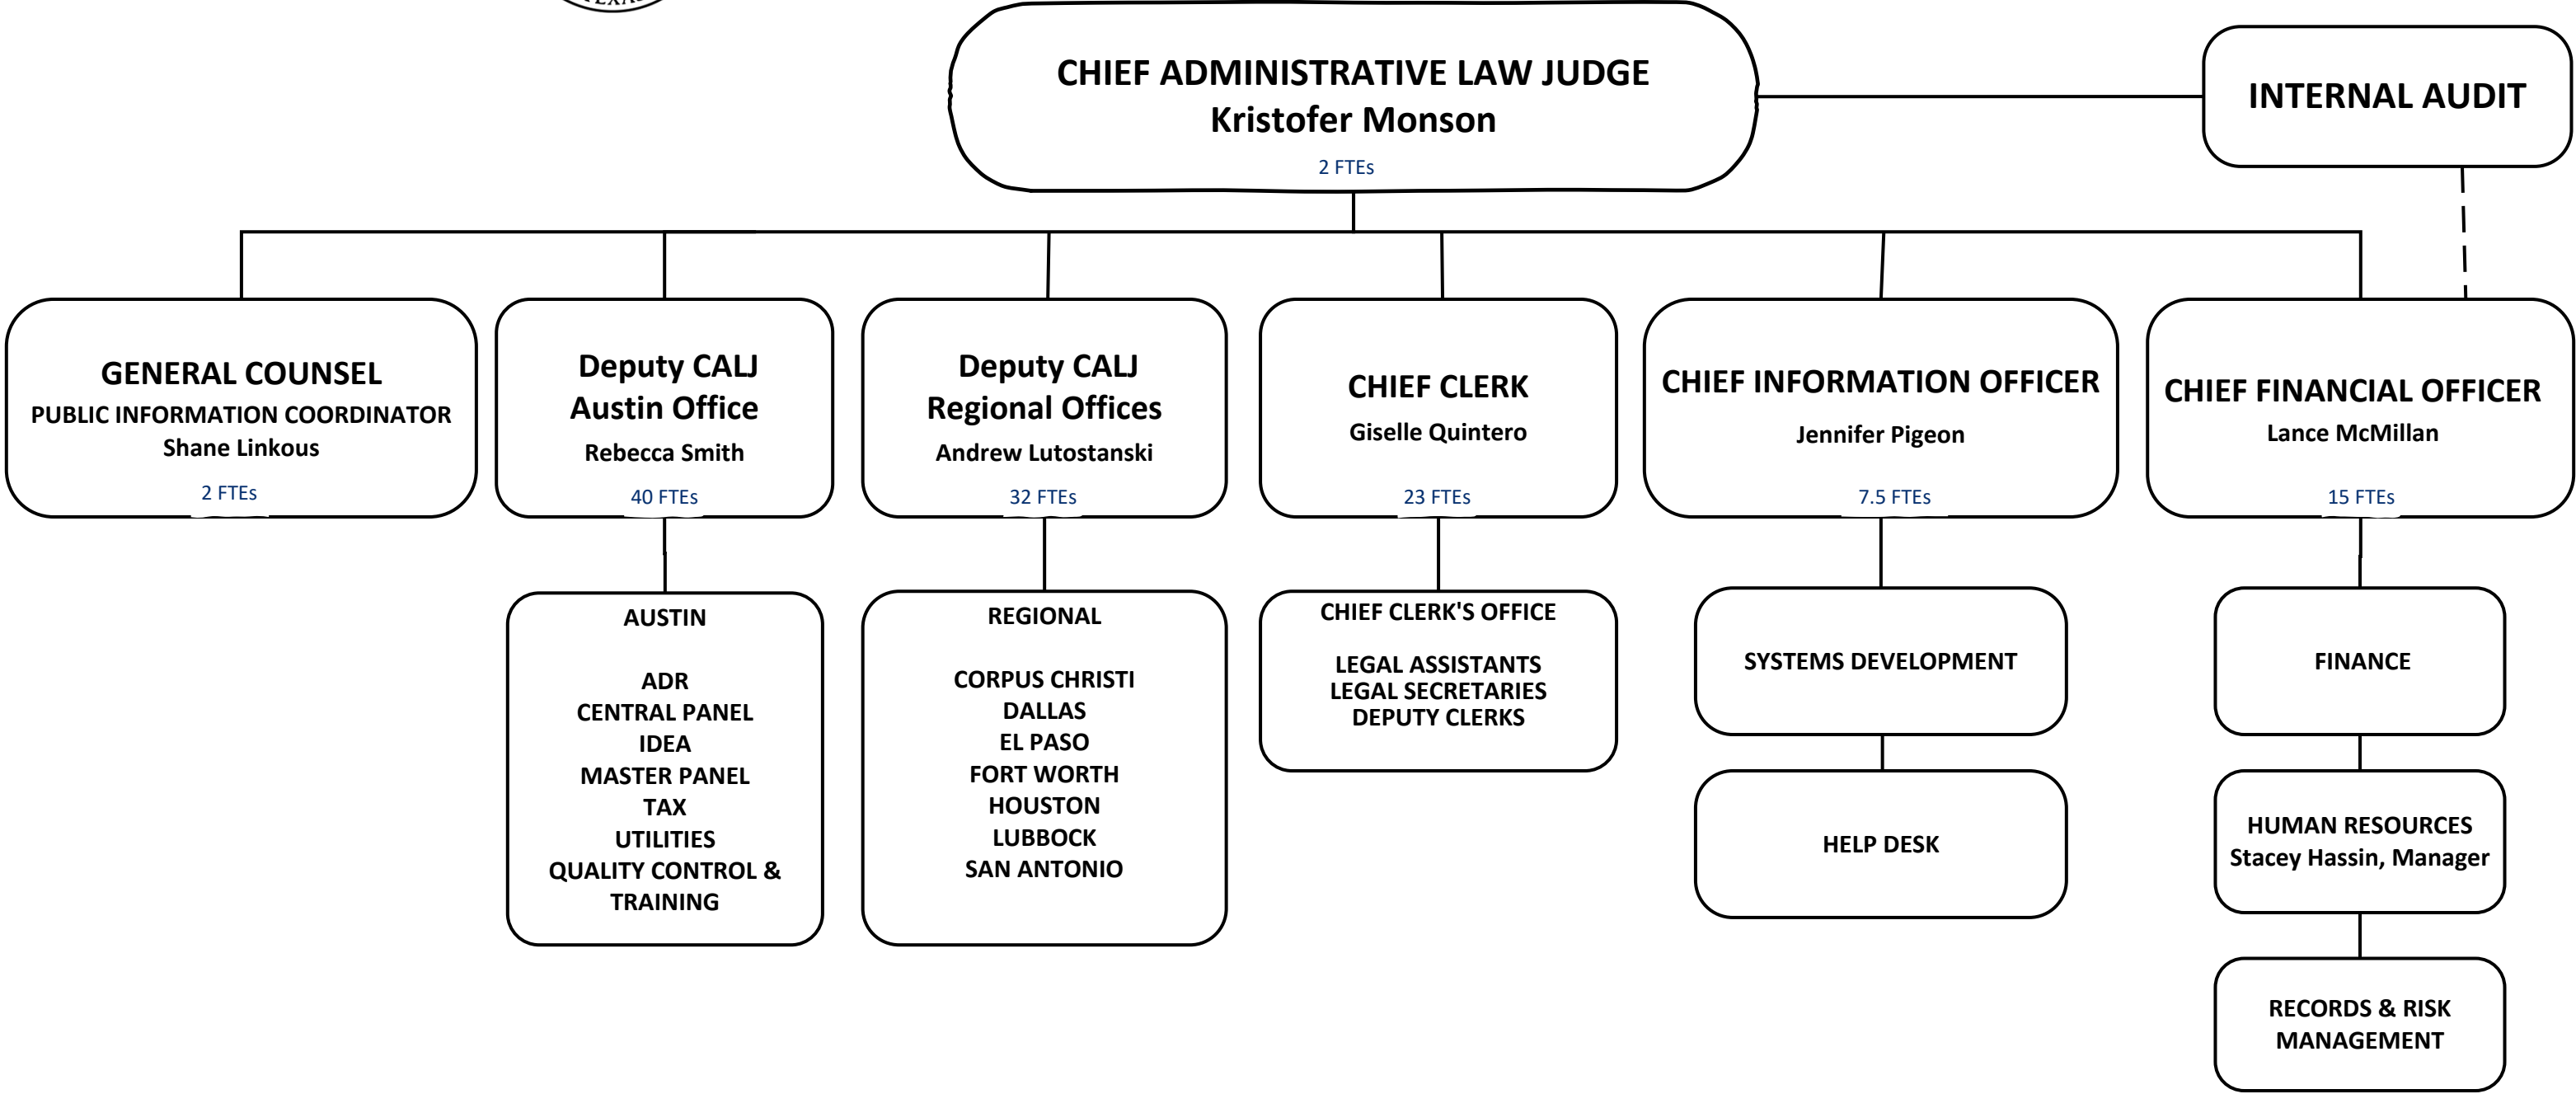 CHIEF ADMINISTRATIVE LAW JUDGE
Kristofer Monson
2 FTEs
INTERNAL AUDIT
GENERAL COUNSEL
PUBLIC INFORMATION COORDINATOR
Shane Linkous
2 FTEs
Deputy CALJ
Austin Office
Rebecca Smith
40 FTEs
Deputy CALJ
Regional Offices
Andrew Lutostanski
32 FTEs
CHIEF CLERK
Giselle Quintero
23 FTEs
CHIEF INFORMATION OFFICER
Jennifer Pigeon
7.5 FTEs
CHIEF FINANCIAL OFFICER
Lance McMillan
15 FTEs
AUSTIN
ADR
CENTRAL PANEL
IDEA
MASTER PANEL
TAX
UTILITIES
QUALITY CONTROL &
TRAINING
REGIONAL
CORPUS CHRISTI
DALLAS
EL PASO
FORT WORTH
HOUSTON
LUBBOCK
SAN ANTONIO
CHIEF CLERK'S OFFICE
LEGAL ASSISTANTS
LEGAL SECRETARIES
DEPUTY CLERKS
SYSTEMS DEVELOPMENT
HELP DESK
FINANCE
HUMAN RESOURCES
Stacey Hassin, Manager
RECORDS & RISK
MANAGEMENT